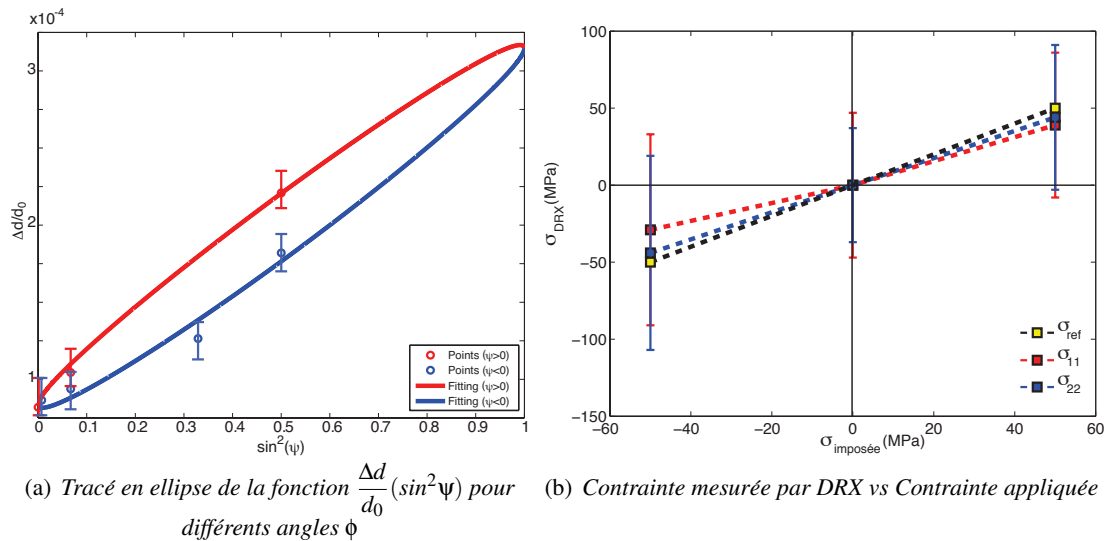 x10⁻⁴
3
2
1
Δd/d₀
0 0.1 0.2 0.3 0.4 0.5 0.6 0.7 0.8 0.9 1
sin²(ψ)
Points (ψ>0)
Points (ψ<0)
Fitting (ψ>0)
Fitting (ψ<0)
(a) Tracé en ellipse de la fonction Δd/d₀(sin²ψ) pour
différents angles ϕ
100
50
0
−50
−100
−150
σ_DRX(MPa)
−60 −40 −20 0 20 40 60
σ_imposée(MPa)
σ_ref
σ₁₁
σ₂₂
(b) Contrainte mesurée par DRX vs Contrainte appliquée